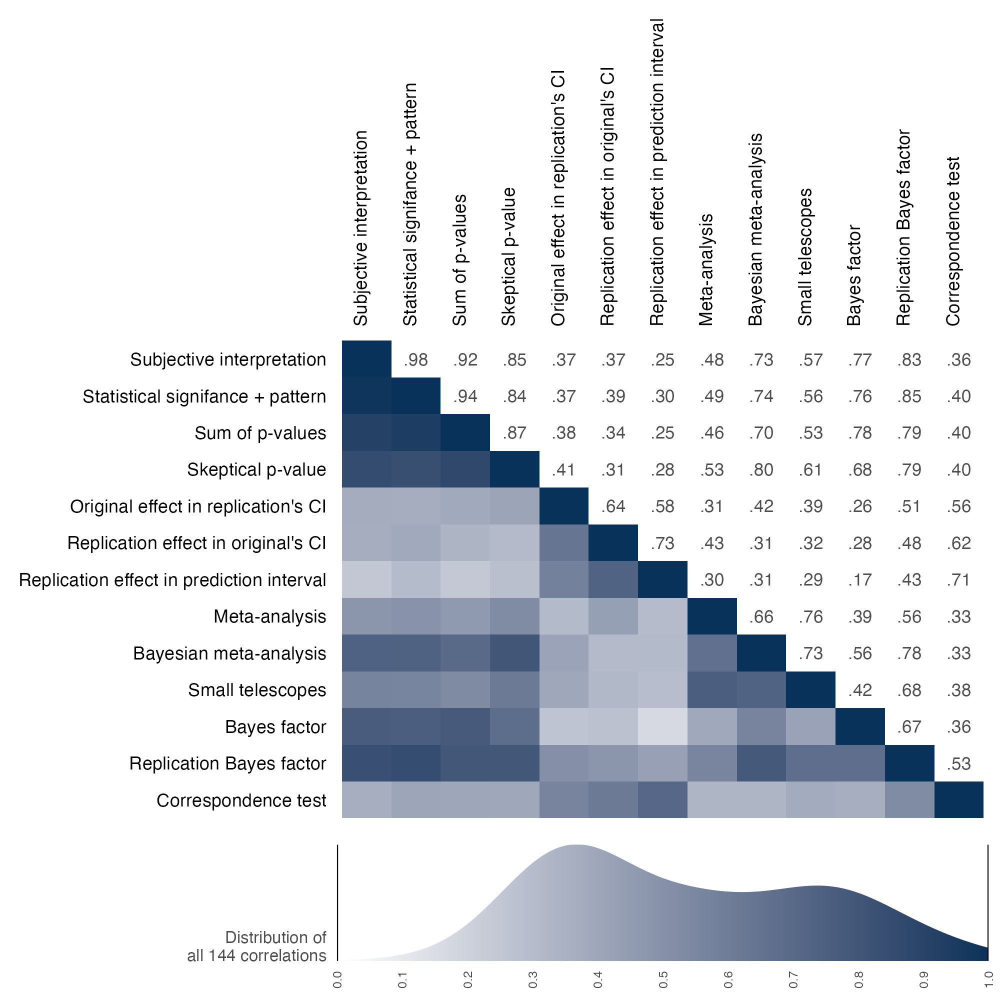 Subjective interpretation
Statistical signifance + pattern
Sum of p-values
Skeptical p-value
Original effect in replication's CI
Replication effect in original's CI
Replication effect in prediction interval
Meta-analysis
Bayesian meta-analysis
Small telescopes
Bayes factor
Replication Bayes factor
Correspondence test
Subjective interpretation .98 .92 .85 .37 .37 .25 .48 .73 .57 .77 .83 .36
Statistical signifance + pattern .94 .84 .37 .39 .30 .49 .74 .56 .76 .85 .40
Sum of p-values .87 .38 .34 .25 .46 .70 .53 .78 .79 .40
Skeptical p-value .41 .31 .28 .53 .80 .61 .68 .79 .40
Original effect in replication's CI .64 .58 .31 .42 .39 .26 .51 .56
Replication effect in original's CI .73 .43 .31 .32 .28 .48 .62
Replication effect in prediction interval .30 .31 .29 .17 .43 .71
Meta-analysis .66 .76 .39 .56 .33
Bayesian meta-analysis .73 .56 .78 .33
Small telescopes .42 .68 .38
Bayes factor .67 .36
Replication Bayes factor .53
Correspondence test
Distribution of
all 144 correlations
0.0 0.1 0.2 0.3 0.4 0.5 0.6 0.7 0.8 0.9 1.0